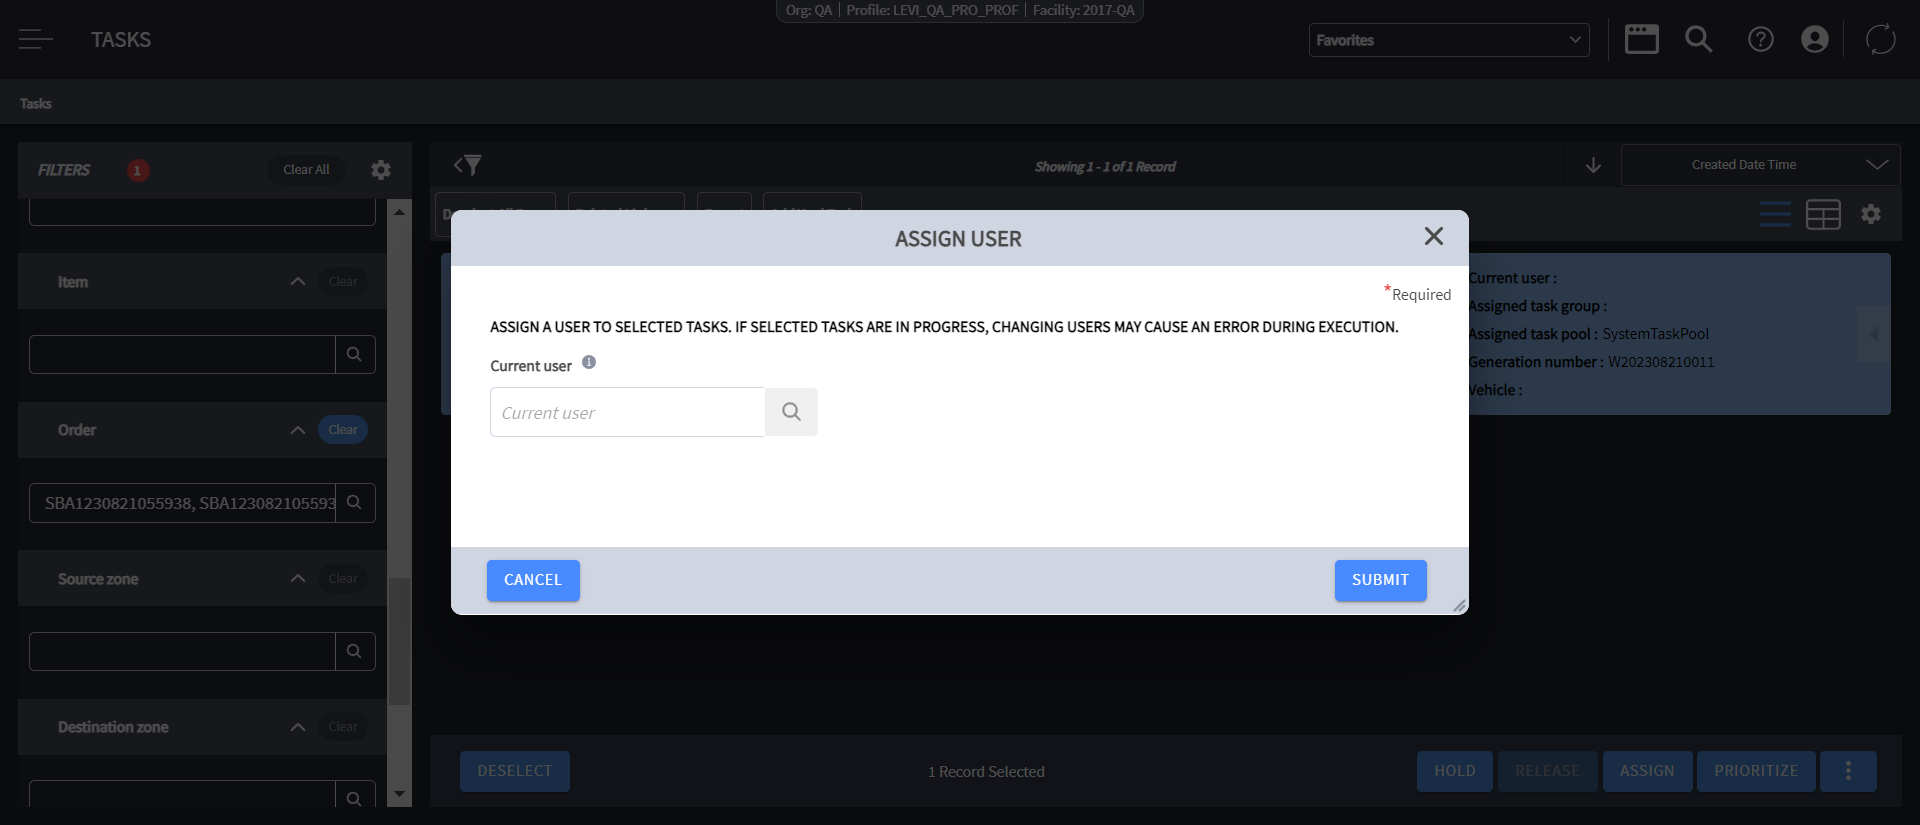 Org: QA | Profile: LEVI_QA_PRO_PROF | Facility: 2017-QA
TASKS
Favorites
Tasks
FILTERS
1
Clear All
Showing 1 - 1 of 1 Record
Created Date Time
ASSIGN USER
*Required
ASSIGN A USER TO SELECTED TASKS. IF SELECTED TASKS ARE IN PROGRESS, CHANGING USERS MAY CAUSE AN ERROR DURING EXECUTION.
Current user
Current user
CANCEL
SUBMIT
Item
Clear
Order
Clear
SBA1230821055938, SBA123082105593
Source zone
Clear
Destination zone
Clear
Current user :
Assigned task group :
Assigned task pool : SystemTaskPool
Generation number : W202308210011
Vehicle :
DESELECT
1 Record Selected
HOLD
RELEASE
ASSIGN
PRIORITIZE